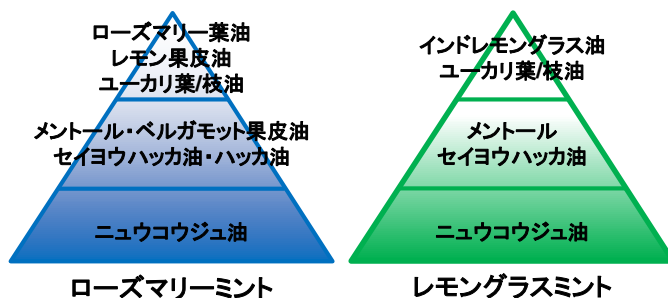 ローズマリー葉油
レモン果皮油
ユーカリ葉/枝油
メントール・ベルガモット果皮油
セイヨウハッカ油・ハッカ油
ニュウコウジュ油
ローズマリーミント
インドレモングラス油
ユーカリ葉/枝油
メントール
セイヨウハッカ油
ニュウコウジュ油
レモングラスミント